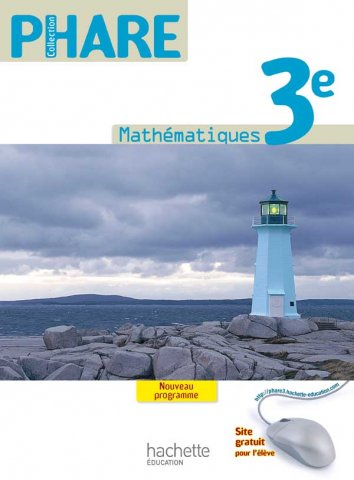 PHARE
Collection
3e
Mathématiques
Nouveau
programme
http://phare3.hachette-education.com
Site
gratuit
pour l'élève
hachette
ÉDUCATION